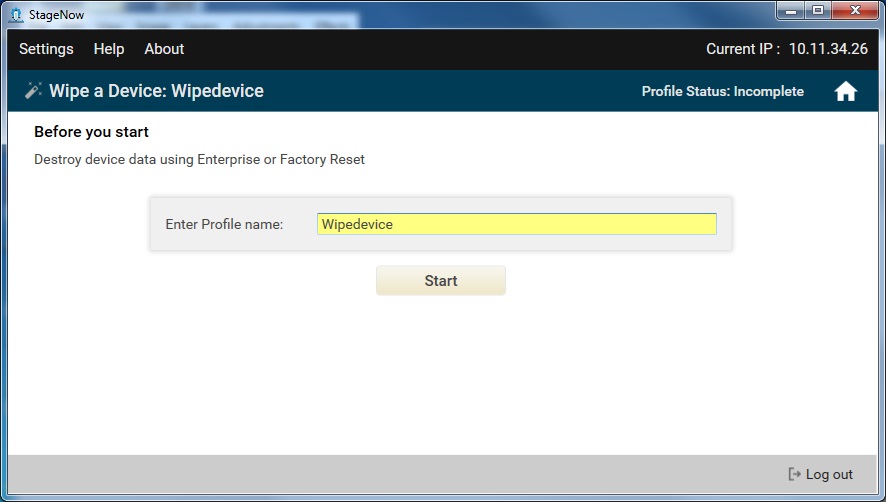 StageNow
Settings Help About Current IP : 10.11.34.26
Wipe a Device: Wipedevice Profile Status: Incomplete
Before you start
Destroy device data using Enterprise or Factory Reset
Enter Profile name: Wipedevice
Start
Log out